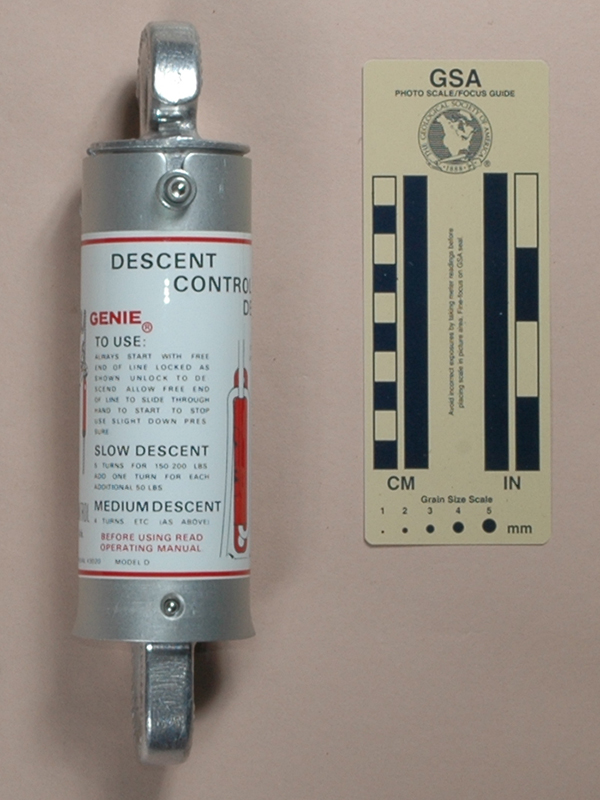 DESCENT
CONTROL
DE
GENIE®
TO USE:
ALWAYS START WITH FREE
END OF LINE LOCKED AS
SHOWN UNLOCK TO DE
SCEND ALLOW FREE END
OF LINE TO SLIDE THROUGH
HAND TO START TO STOP
USE SLIGHT DOWN PRES
SURE
SLOW DESCENT
5 TURNS FOR 150 200 LBS
ADD ONE TURN FOR EACH
ADDITIONAL 50 LBS
MEDIUM DESCENT
4 TURNS ETC (AS ABOVE)
BEFORE USING READ
OPERATING MANUAL
MODEL D
GSA
PHOTO SCALE/FOCUS GUIDE
THE GEOLOGICAL SOCIETY OF AMERICA
1888
®
Avoid incorrect exposures by taking meter readings before
placing scale in picture area. Fine-focus on GSA seal.
CM IN
Grain Size Scale
1 2 3 4 5
mm